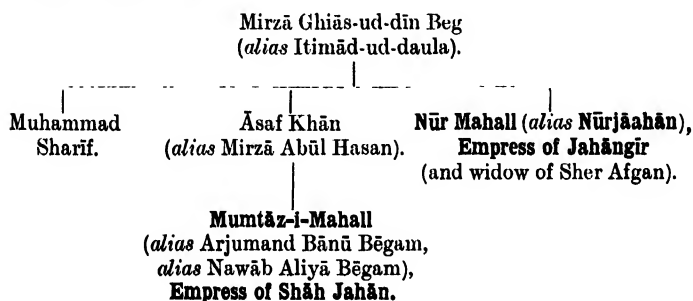 Mirzā Ghiās-ud-dīn Beg
(alias Itimād-ud-daula).
Muhammad
Sharīf.
Āsaf Khān
(alias Mirzā Abūl Hasan).
Nūr Mahall (alias Nūrjāahān),
Empress of Jahāngīr
(and widow of Sher Afgan).
Mumtāz-i-Mahall
(alias Arjumand Bānū Bēgam,
alias Nawāb Aliyā Bēgam),
Empress of Shāh Jahān.